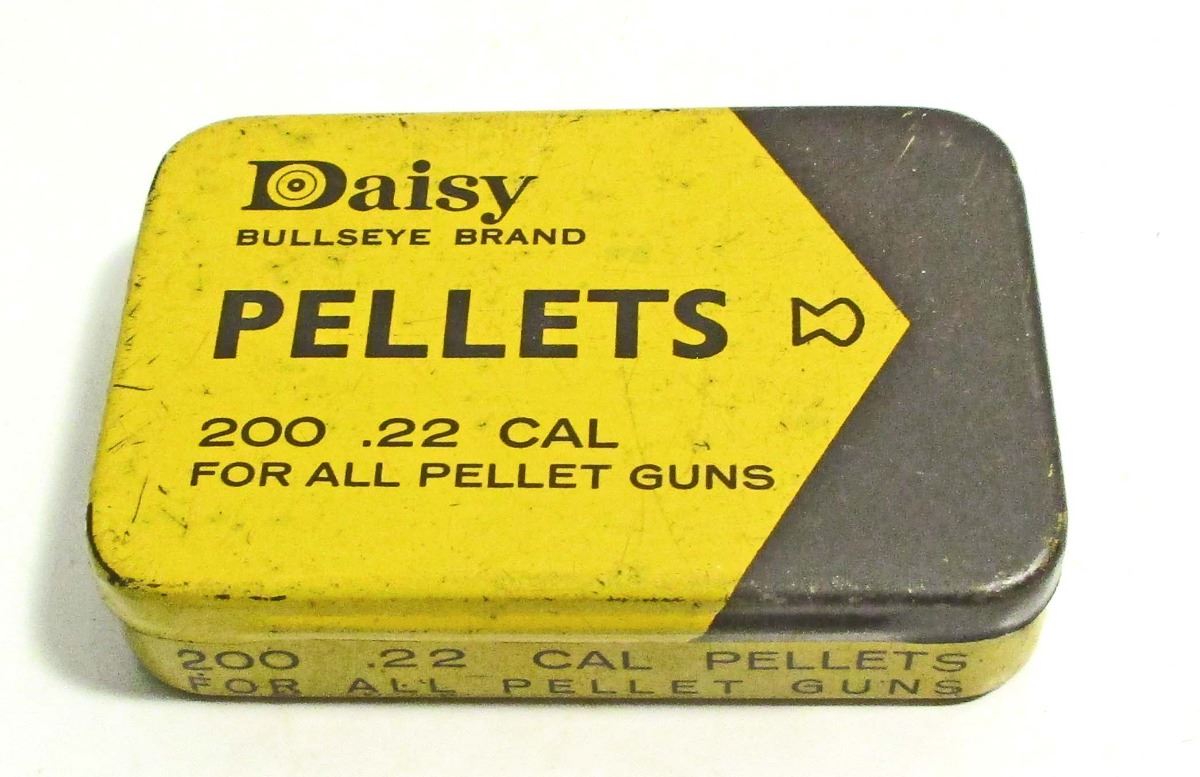 Daisy
BULLSEYE BRAND
PELLETS
200 .22 CAL
FOR ALL PELLET GUNS
200 .22 CAL PELLETS
FOR ALL PELLET GUNS